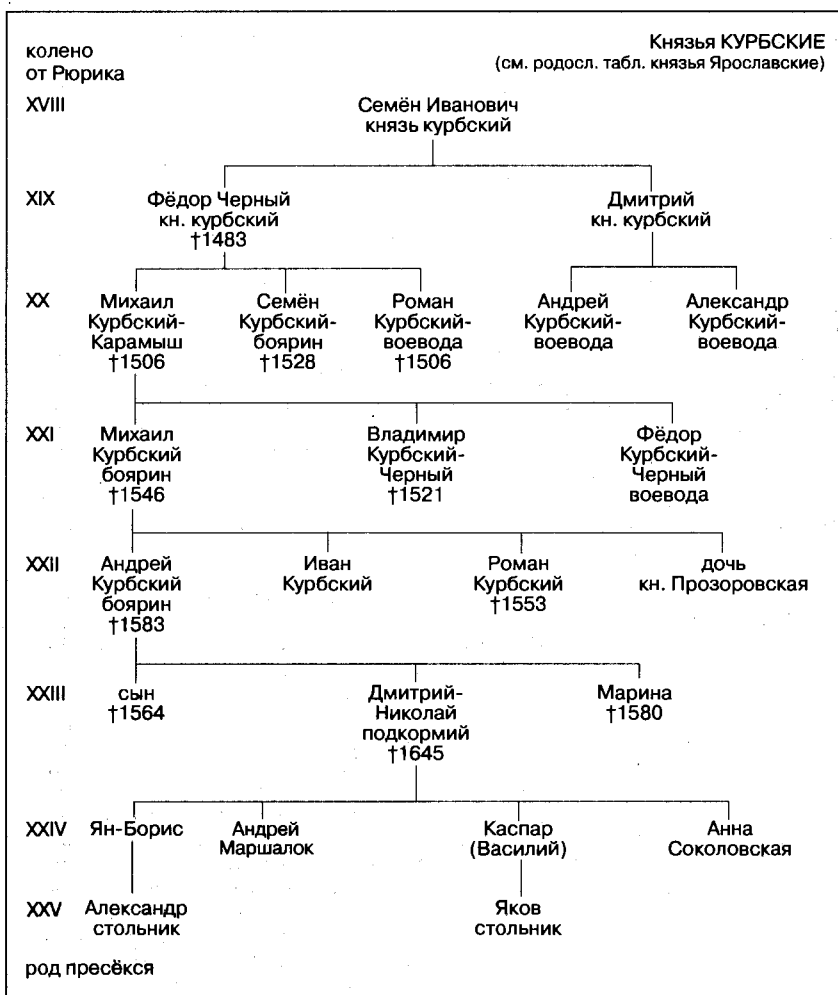 Князья КУРБСКИЕ
(см. родосл. табл. князья Ярославские)
колено
от Рюрика
XVIII
Семён Иванович
князь курбский
XIX
Фёдор Черный
кн. курбский
†1483
Дмитрий
кн. курбский
XX
Михаил
Курбский-
Карамыш
†1506
Семён
Курбский-
боярин
†1528
Роман
Курбский-
воевода
†1506
Андрей
Курбский-
воевода
Александр
Курбский-
воевода
XXI
Михаил
Курбский
боярин
†1546
Владимир
Курбский-
Черный
†1521
Фёдор
Курбский-
Черный
воевода
XXII
Андрей
Курбский
боярин
†1583
Иван
Курбский
Роман
Курбский
†1553
дочь
кн. Прозоровская
XXIII
сын
†1564
Дмитрий-
Николай
подкормий
†1645
Марина
†1580
XXIV
Ян-Борис
Андрей
Маршалок
Каспар
(Василий)
Анна
Соколовская
XXV
Александр
стольник
Яков
стольник
род пресёкся